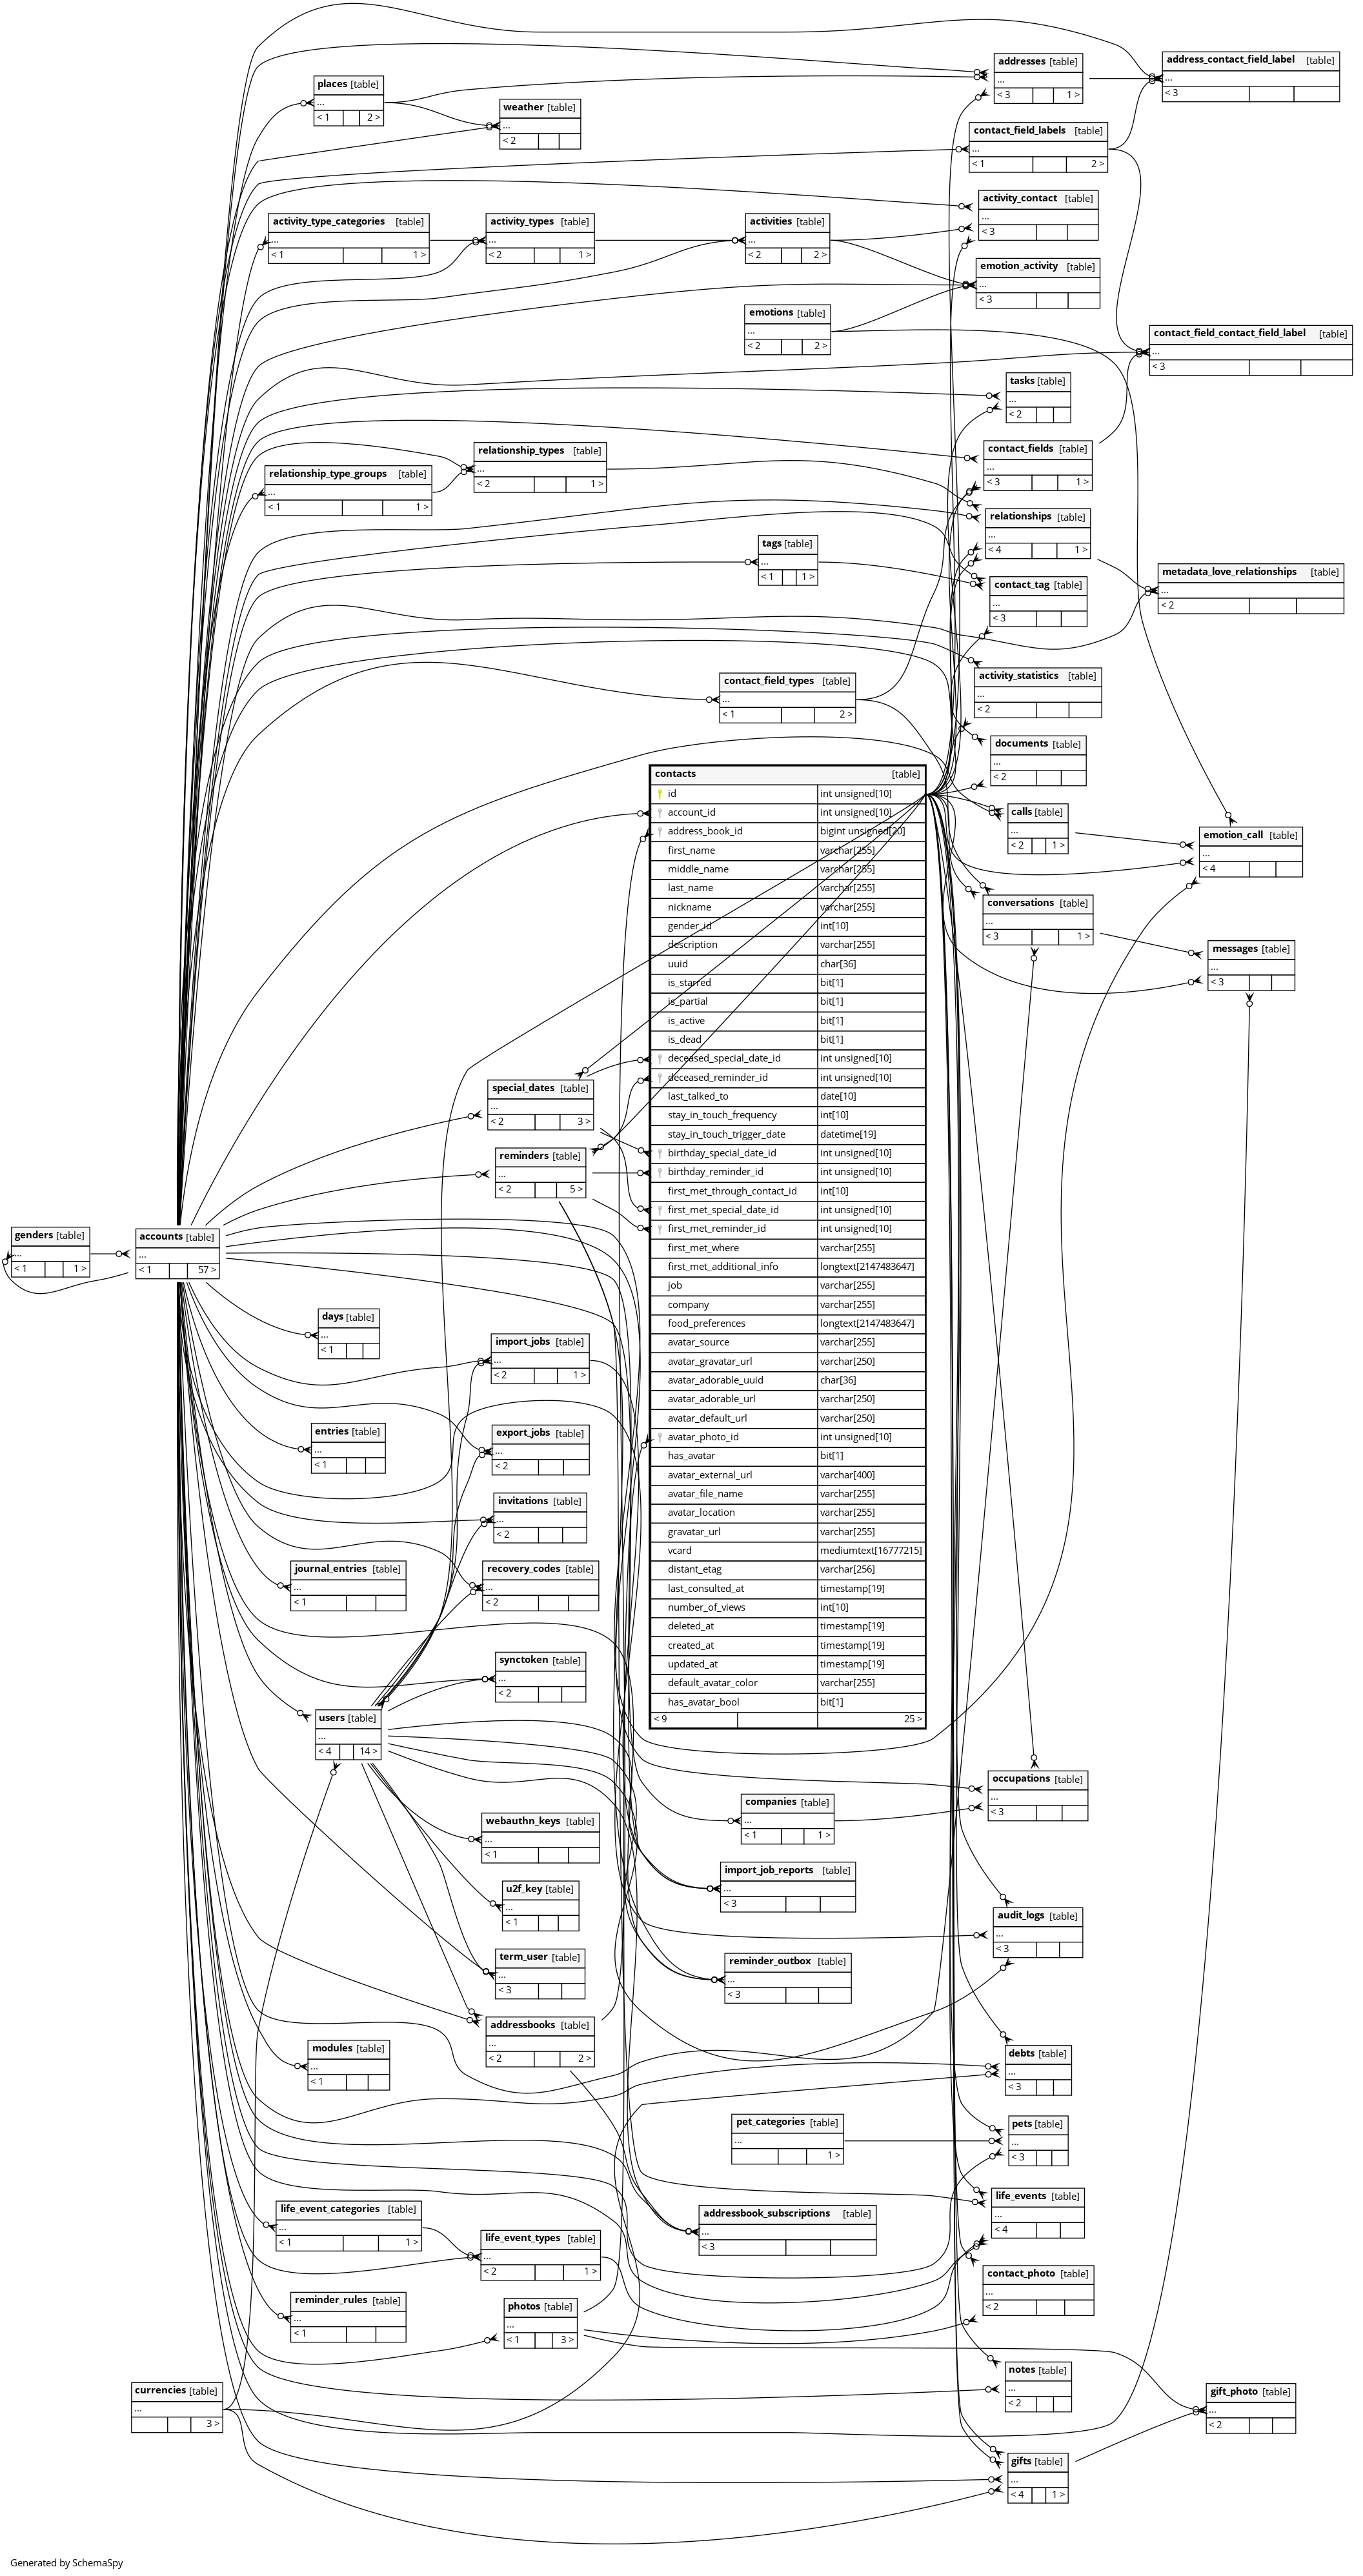 addresses [table]
...
< 3 1 >
address_contact_field_label [table]
...
< 3
places [table]
...
< 1 2 >
weather [table]
...
< 2
contact_field_labels [table]
...
< 1 2 >
activity_contact [table]
...
< 3
activity_type_categories [table]
...
< 1 1 >
activity_types [table]
...
< 2 1 >
activities [table]
...
< 2 2 >
emotion_activity [table]
...
< 3
emotions [table]
...
< 2 2 >
contact_field_contact_field_label [table]
...
< 3
tasks [table]
...
< 2
contact_fields [table]
...
< 3 1 >
relationship_types [table]
...
< 2 1 >
relationship_type_groups [table]
...
< 1 1 >
relationships [table]
...
< 4 1 >
tags [table]
...
< 1 1 >
metadata_love_relationships [table]
...
< 2
contact_tag [table]
...
< 3
activity_statistics [table]
...
< 2
contact_field_types [table]
...
< 1 2 >
documents [table]
...
< 2
calls [table]
...
< 2 1 >
emotion_call [table]
...
< 4
conversations [table]
...
< 3 1 >
messages [table]
...
< 3
contacts [table]
id int unsigned[10]
account_id int unsigned[10]
address_book_id bigint unsigned[20]
first_name varchar[255]
middle_name varchar[255]
last_name varchar[255]
nickname varchar[255]
gender_id int[10]
description varchar[255]
uuid char[36]
is_starred bit[1]
is_partial bit[1]
is_active bit[1]
is_dead bit[1]
deceased_special_date_id int unsigned[10]
deceased_reminder_id int unsigned[10]
last_talked_to date[10]
stay_in_touch_frequency int[10]
stay_in_touch_trigger_date datetime[19]
birthday_special_date_id int unsigned[10]
birthday_reminder_id int unsigned[10]
first_met_through_contact_id int[10]
first_met_special_date_id int unsigned[10]
first_met_reminder_id int unsigned[10]
first_met_where varchar[255]
first_met_additional_info longtext[2147483647]
job varchar[255]
company varchar[255]
food_preferences longtext[2147483647]
avatar_source varchar[255]
avatar_gravatar_url varchar[250]
avatar_adorable_uuid char[36]
avatar_adorable_url varchar[250]
avatar_default_url varchar[250]
avatar_photo_id int unsigned[10]
has_avatar bit[1]
avatar_external_url varchar[400]
avatar_file_name varchar[255]
avatar_location varchar[255]
gravatar_url varchar[255]
vcard mediumtext[16777215]
distant_etag varchar[256]
last_consulted_at timestamp[19]
number_of_views int[10]
deleted_at timestamp[19]
created_at timestamp[19]
updated_at timestamp[19]
default_avatar_color varchar[255]
has_avatar_bool bit[1]
< 9 25 >
special_dates [table]
...
< 2 3 >
reminders [table]
...
< 2 5 >
genders [table]
...
< 1 1 >
accounts [table]
...
< 1 57 >
days [table]
...
< 1
import_jobs [table]
...
< 2 1 >
entries [table]
...
< 1
export_jobs [table]
...
< 2
invitations [table]
...
< 2
journal_entries [table]
...
< 1
recovery_codes [table]
...
< 2
synctoken [table]
...
< 2
users [table]
...
< 4 14 >
occupations [table]
...
< 3
companies [table]
...
< 1 1 >
webauthn_keys [table]
...
< 1
import_job_reports [table]
...
< 3
u2f_key [table]
...
< 1
audit_logs [table]
...
< 3
term_user [table]
...
< 3
reminder_outbox [table]
...
< 3
addressbooks [table]
...
< 2 2 >
modules [table]
...
< 1
debts [table]
...
< 3
pet_categories [table]
...
1 >
pets [table]
...
< 3
life_events [table]
...
< 4
life_event_categories [table]
...
< 1 1 >
addressbook_subscriptions [table]
...
< 3
life_event_types [table]
...
< 2 1 >
contact_photo [table]
...
< 2
reminder_rules [table]
...
< 1
photos [table]
...
< 1 3 >
notes [table]
...
< 2
currencies [table]
...
3 >
gift_photo [table]
...
< 2
gifts [table]
...
< 4 1 >
Generated by SchemaSpy